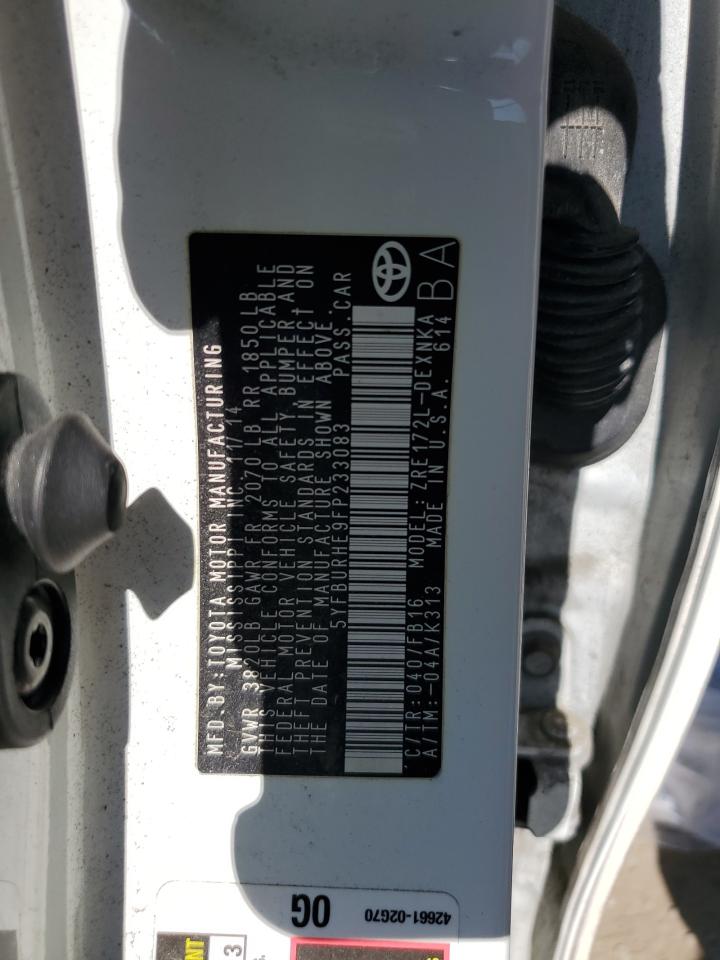 MFD.BY:TOYOTA MOTOR MANUFACTURING
MISSISSIPPI INC. 11/14
GVWR 3820LB GAWR FR 2070 LB RR 1850 LB
THIS VEHICLE CONFORMS TO ALL APPLICABLE
FEDERAL MOTOR VEHICLE SAFETY,BUMPER,AND
THEFT PREVENTION STANDARDS IN EFFECT ON
THE DATE OF MANUFACTURE SHOWN ABOVE.
5YFBURHE9FP233083 PASS.CAR
C/TR:040/FB16 MODEL:ZRE172L-DEXNKA
A/TM:-04A/K313 MADE IN U.S.A. 614
BA
0G
42661-02G70
3